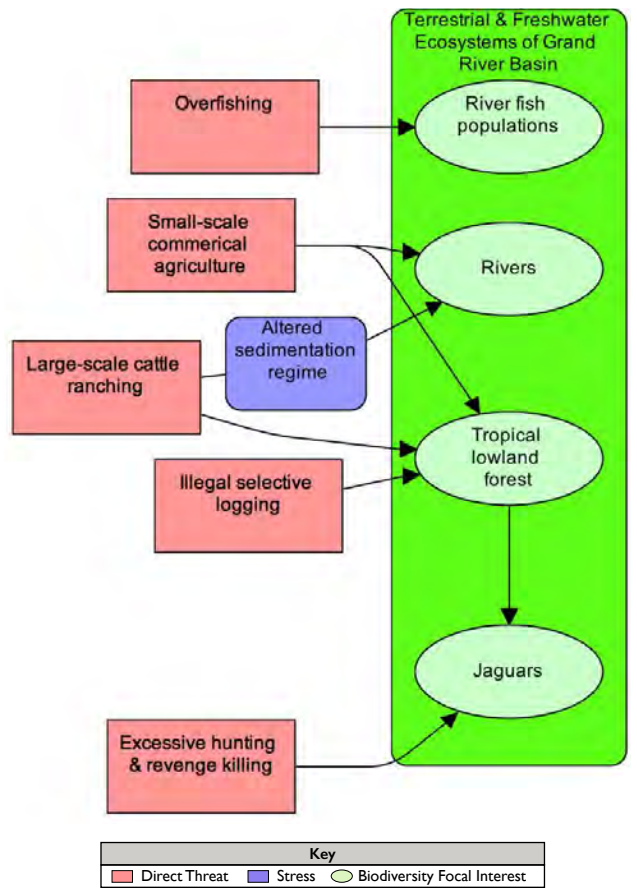 Terrestrial & Freshwater
Ecosystems of Grand
River Basin
Overfishing
River fish
populations
Small-scale
commerical
agriculture
Rivers
Altered
sedimentation
regime
Large-scale cattle
ranching
Tropical
lowland
forest
Illegal selective
logging
Jaguars
Excessive hunting
& revenge killing
Key
Direct Threat
Stress
Biodiversity Focal Interest